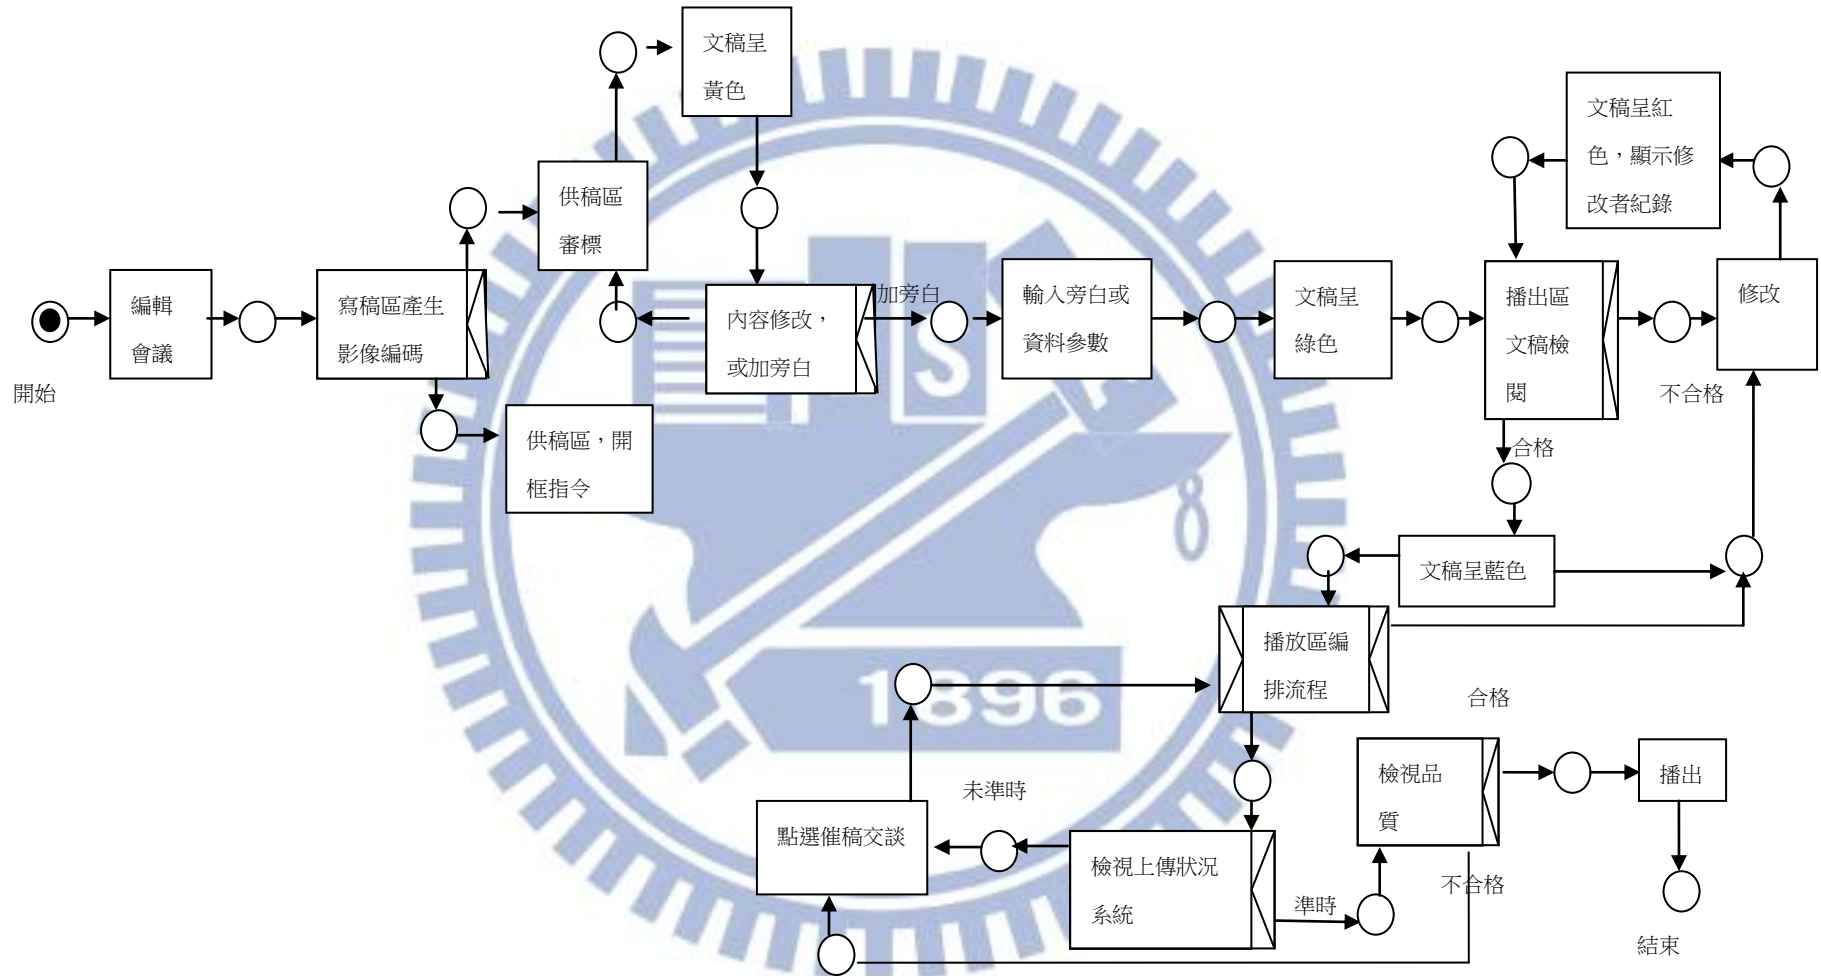 文稿呈
黃色
文稿呈紅
色，顯示修
改者紀錄
供稿區
審標
編輯
會議
開始
寫稿區產生
影像編碼
供稿區，開
框指令
內容修改，
或加旁白
加旁白
輸入旁白或
資料參數
文稿呈
綠色
播出區
文稿檢
閱
修改
不合格
合格
文稿呈藍色
播放區編
排流程
1896
合格
未準時
點選催稿交談
檢視上傳狀況
系統
準時
檢視品
質
不合格
播出
結束
S